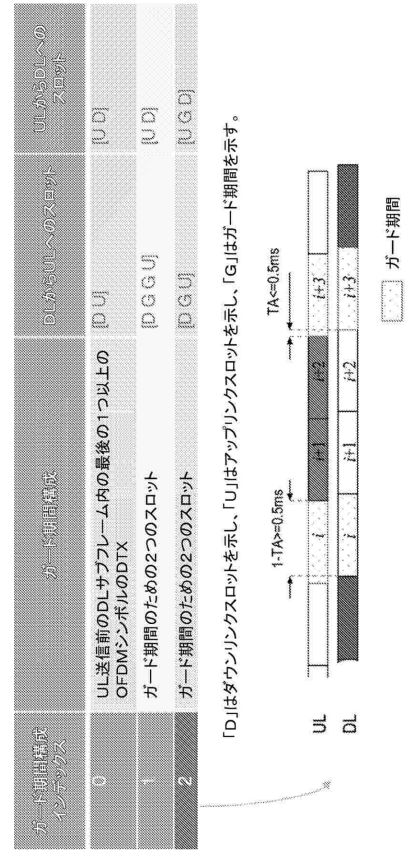 ガード期間構成
インデックス
ガード期間構成
DLからULへのスロット
ULからDLへの
スロット
0
UL送信前のDLサブフレーム内の最後の1つ以上の
OFDMシンボルのDTX
[D U]
[U D]
1
ガード期間のための2つのスロット
[D G G U]
[U D]
2
ガード期間のための2つのスロット
[D G U]
[U G D]
「D」はダウンリンクスロットを示し、「U」はアップリンクスロットを示し、「G」はガード期間を示す。
1-TA>=0.5ms
TA<=0.5ms
UL
i
i+1
i+2
i+3
DL
i
i+1
i+2
i+3
ガード期間